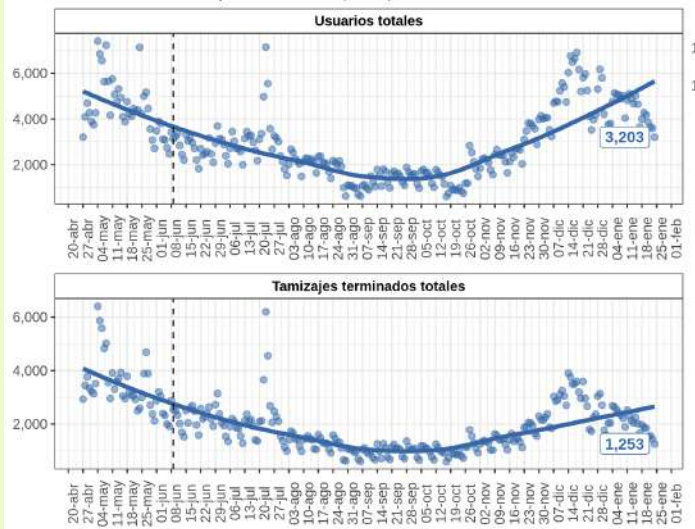 Usuarios totales
6,000
4,000
2,000
3,203
20-abr
27-abr
04-may
11-may
18-may
25-may
01-jun
08-jun
15-jun
22-jun
29-jun
06-jul
13-jul
20-jul
27-jul
03-ago
10-ago
17-ago
24-ago
31-ago
07-sep
14-sep
21-sep
28-sep
05-oct
12-oct
19-oct
26-oct
02-nov
09-nov
16-nov
23-nov
30-nov
07-dic
14-dic
21-dic
28-dic
04-ene
11-ene
18-ene
25-ene
01-feb
Tamizajes terminados totales
6,000
4,000
2,000
1,253
20-abr
27-abr
04-may
11-may
18-may
25-may
01-jun
08-jun
15-jun
22-jun
29-jun
06-jul
13-jul
20-jul
27-jul
03-ago
10-ago
17-ago
24-ago
31-ago
07-sep
14-sep
21-sep
28-sep
05-oct
12-oct
19-oct
26-oct
02-nov
09-nov
16-nov
23-nov
30-nov
07-dic
14-dic
21-dic
28-dic
04-ene
11-ene
18-ene
25-ene
01-feb